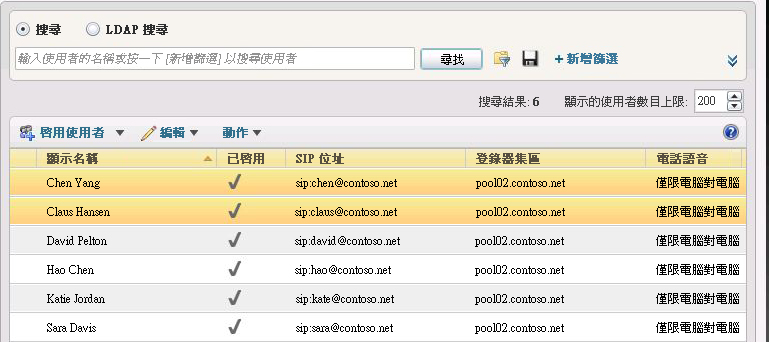 搜尋 LDAP 搜尋
輸入使用者的名稱或按一下 [新增篩選] 以搜尋使用者 尋找 + 新增篩選
搜尋結果: 6 顯示的使用者數目上限: 200
啓用使用者 編輯 動作
顯示名稱 已啓用 SIP 位址 登錄器集區 電話語音
Chen Yang sip:chen@contoso.net pool02.contoso.net 僅限電腦對電腦
Claus Hansen sip:claus@contoso.net pool02.contoso.net 僅限電腦對電腦
David Pelton sip:david@contoso.net pool02.contoso.net 僅限電腦對電腦
Hao Chen sip:hao@contoso.net pool02.contoso.net 僅限電腦對電腦
Katie Jordan sip:kate@contoso.net pool02.contoso.net 僅限電腦對電腦
Sara Davis sip:sara@contoso.net pool02.contoso.net 僅限電腦對電腦